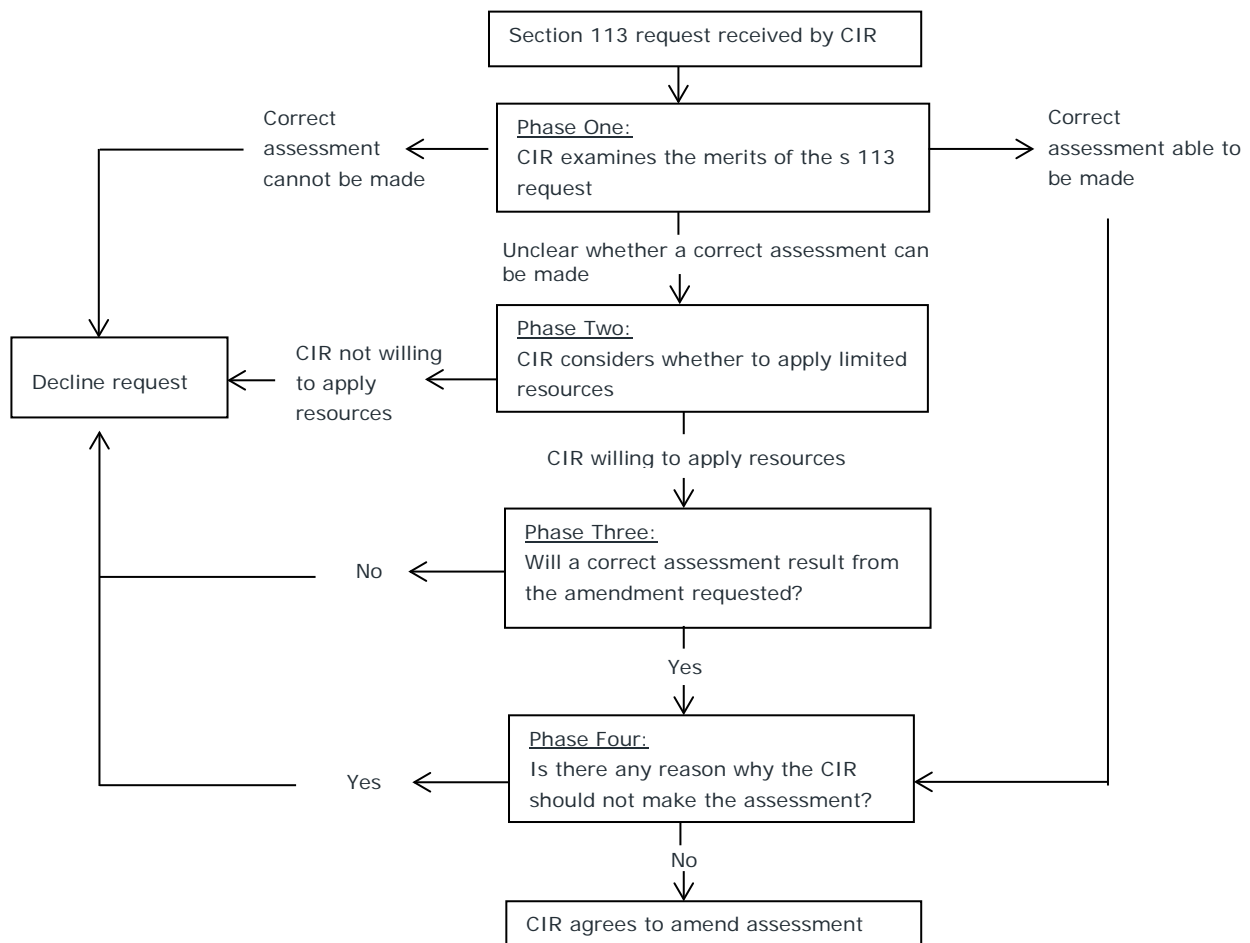 Section 113 request received by CIR
Correct
assessment
cannot be made
Phase One:
CIR examines the merits of the s 113
request
Correct
assessment able to
be made
Unclear whether a correct assessment can
be made
Decline request
CIR not willing
to apply
resources
Phase Two:
CIR considers whether to apply limited
resources
CIR willing to apply resources
No
Phase Three:
Will a correct assessment result from
the amendment requested?
Yes
Yes
Phase Four:
Is there any reason why the CIR
should not make the assessment?
No
CIR agrees to amend assessment